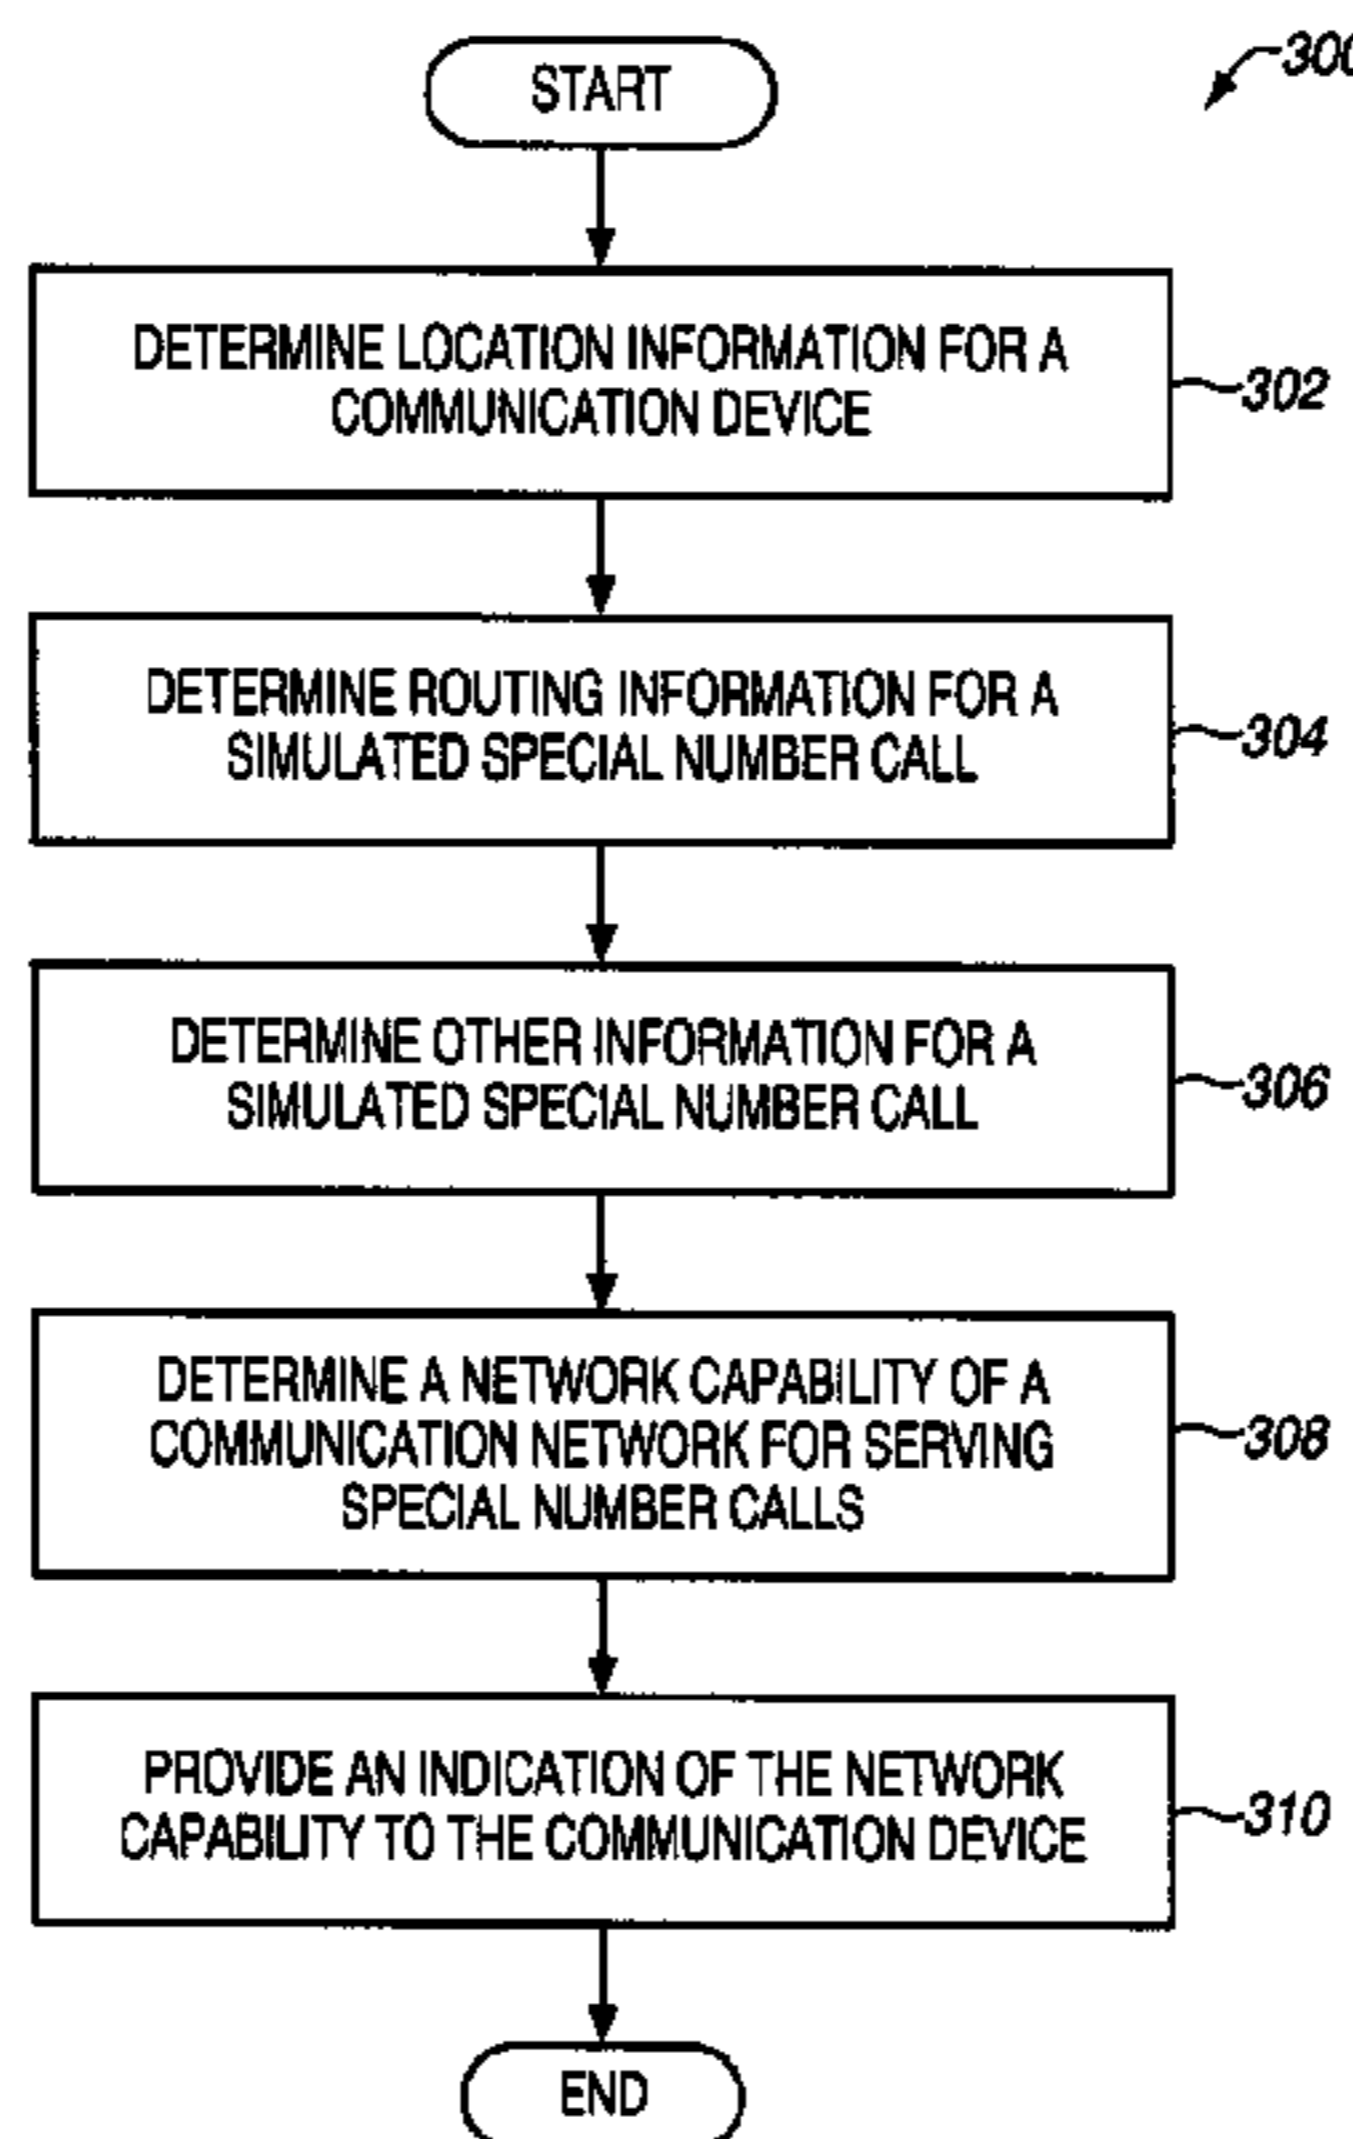 START
300
DETERMINE LOCATION INFORMATION FOR A
COMMUNICATION DEVICE
302
DETERMINE ROUTING INFORMATION FOR A
SIMULATED SPECIAL NUMBER CALL
304
DETERMINE OTHER INFORMATION FOR A
SIMULATED SPECIAL NUMBER CALL
306
DETERMINE A NETWORK CAPABILITY OF A
COMMUNICATION NETWORK FOR SERVING
SPECIAL NUMBER CALLS
308
PROVIDE AN INDICATION OF THE NETWORK
CAPABILITY TO THE COMMUNICATION DEVICE
310
END